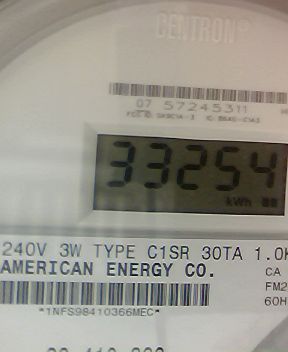 CENTRON®
07 57245311
33254
kWh
240V 3W TYPE C1SR 30TA 1.0K
AMERICAN ENERGY CO.
CA
FM2
60H
*1NFS98410366MEC*